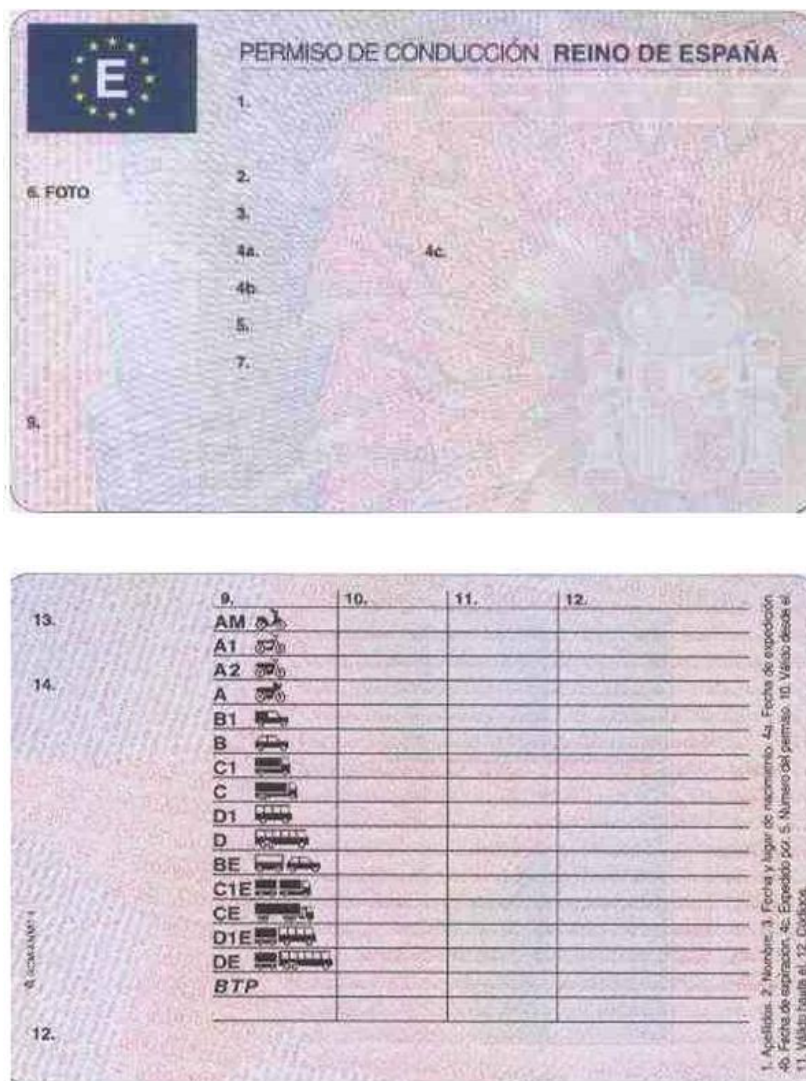 E
PERMISO DE CONDUCCIÓN REINO DE ESPAÑA
1.
2.
6. FOTO
3.
4a. 4c.
4b
5.
7.
9.
9. 10. 11. 12.
13.
AM
A1
A2
14.
A
B1
B
C1
C
D1
D
BE
C1E
CE
D1E
DE
BTP
12.
1. Apellidos. 2. Nombre. 3. Fecha y lugar de nacimiento. 4a. Fecha de expedición.
4b. Fecha de expiración. 4c. Expedido por. 5. Numero del permiso. 10. Válido desde el.
11. Válido hasta el. 12.